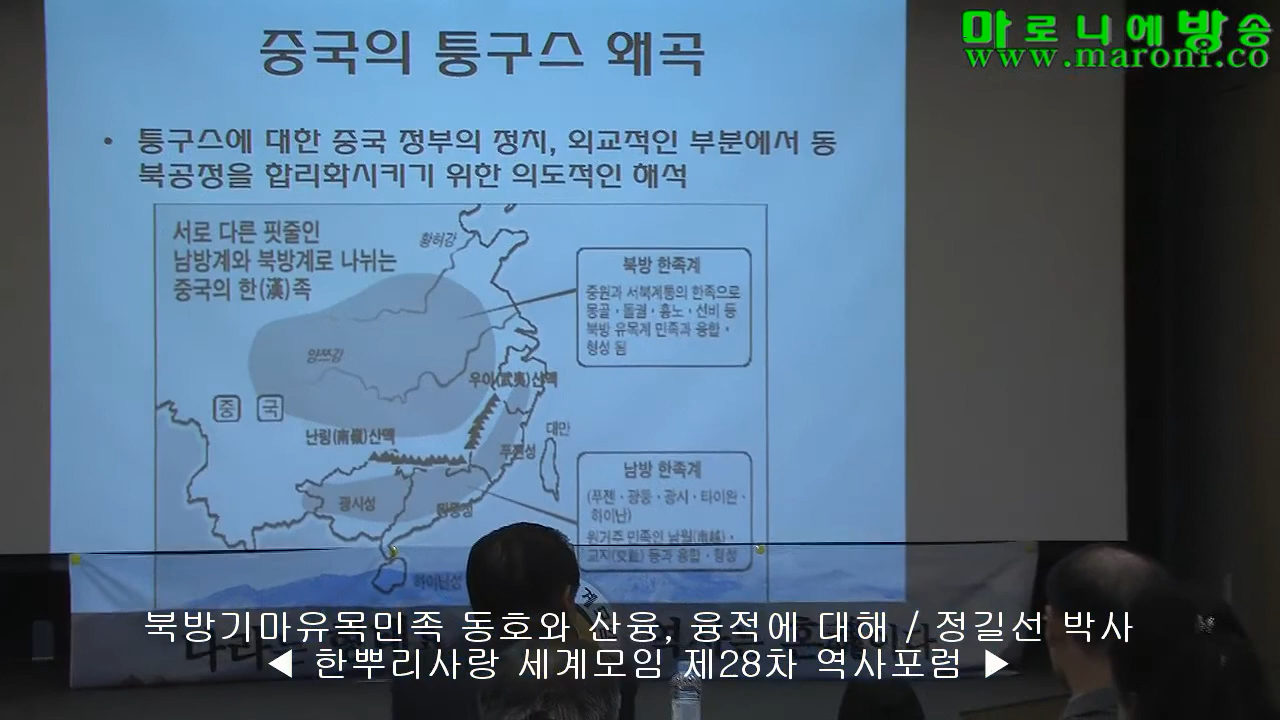 중국의 퉁구스 왜곡
마로니에방송
www.maroni.co
• 퉁구스에 대한 중국 정부의 정치, 외교적인 부분에서 동
북공정을 합리화시키기 위한 의도적인 해석
서로 다른 핏줄인
남방계와 북방계로 나뉘는
중국의 한(漢)족
황허강
북방 한족계
중원과 서북계통의 한족으로
몽골·돌궐·흉노·선비 등
북방 유목계 민족과 융합·
형성 됨
양쯔강
우이(武夷)산맥
중국
난링(南嶺)산맥
대만
푸젠성
남방 한족계
(푸젠·광둥·광시·타이완·
하이난)
원거주 민족인 남월(南越)·
교지(交趾) 등과 융합·형성
광시성
광둥성
하이난성
북방기마유목민족 동호와 산융, 융적에 대해 / 정길선 박사
◀ 한뿌리사랑 세계모임 제28차 역사포럼 ▶